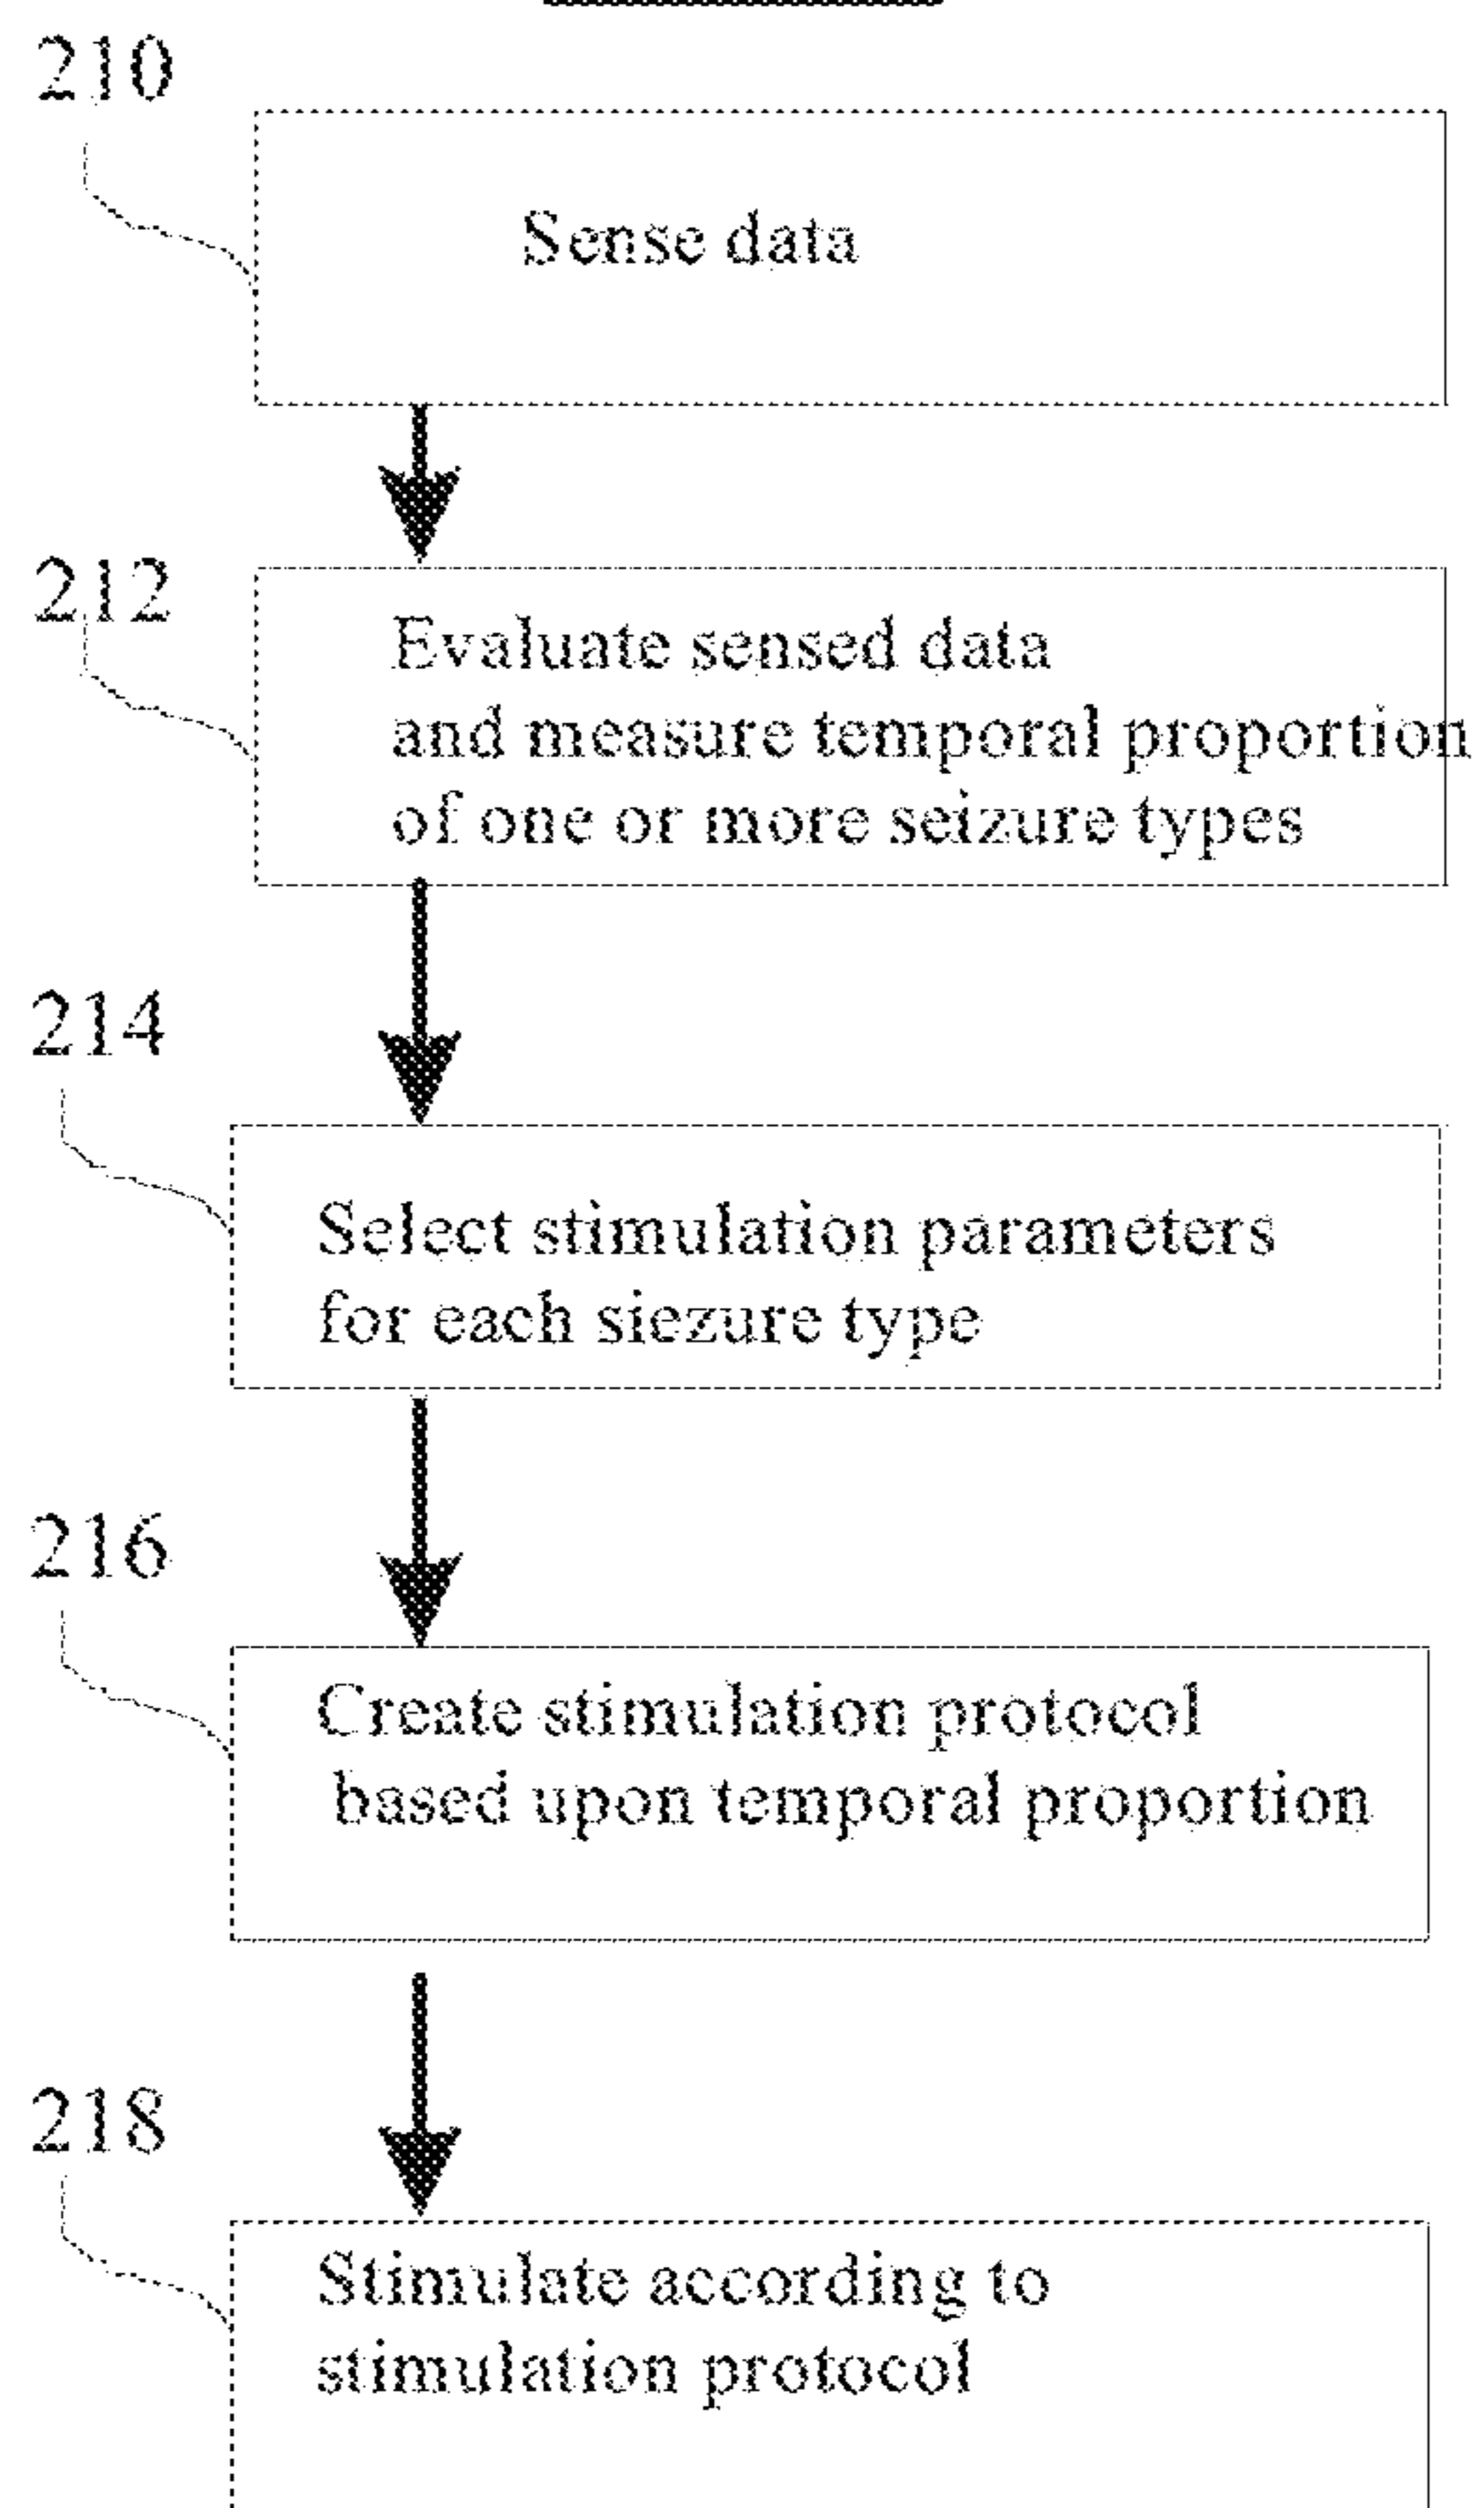 210
Sense data
212
Evaluate sensed data
and measure temporal proportion
of one or more seizure types
214
Select stimulation parameters
for each siezure type
216
Create stimulation protocol
based upon temporal proportion
218
Stimulate according to
stimulation protocol